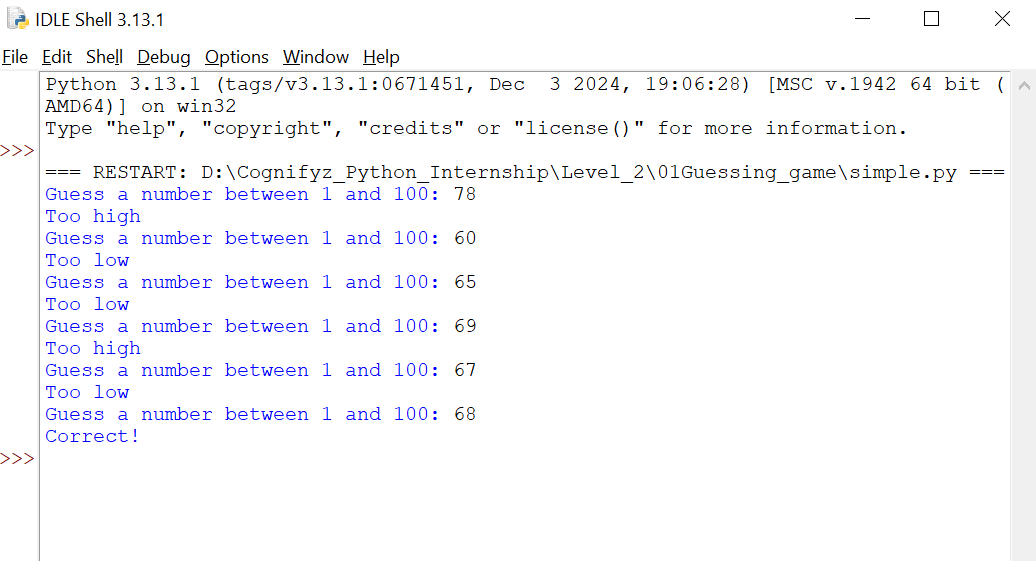 IDLE Shell 3.13.1
File Edit Shell Debug Options Window Help
Python 3.13.1 (tags/v3.13.1:0671451, Dec  3 2024, 19:06:28) [MSC v.1942 64 bit (
AMD64)] on win32
Type "help", "copyright", "credits" or "license()" for more information.
>>>
=== RESTART: D:\Cognifyz_Python_Internship\Level_2\01Guessing_game\simple.py ===
Guess a number between 1 and 100: 78
Too high
Guess a number between 1 and 100: 60
Too low
Guess a number between 1 and 100: 65
Too low
Guess a number between 1 and 100: 69
Too high
Guess a number between 1 and 100: 67
Too low
Guess a number between 1 and 100: 68
Correct!
>>>